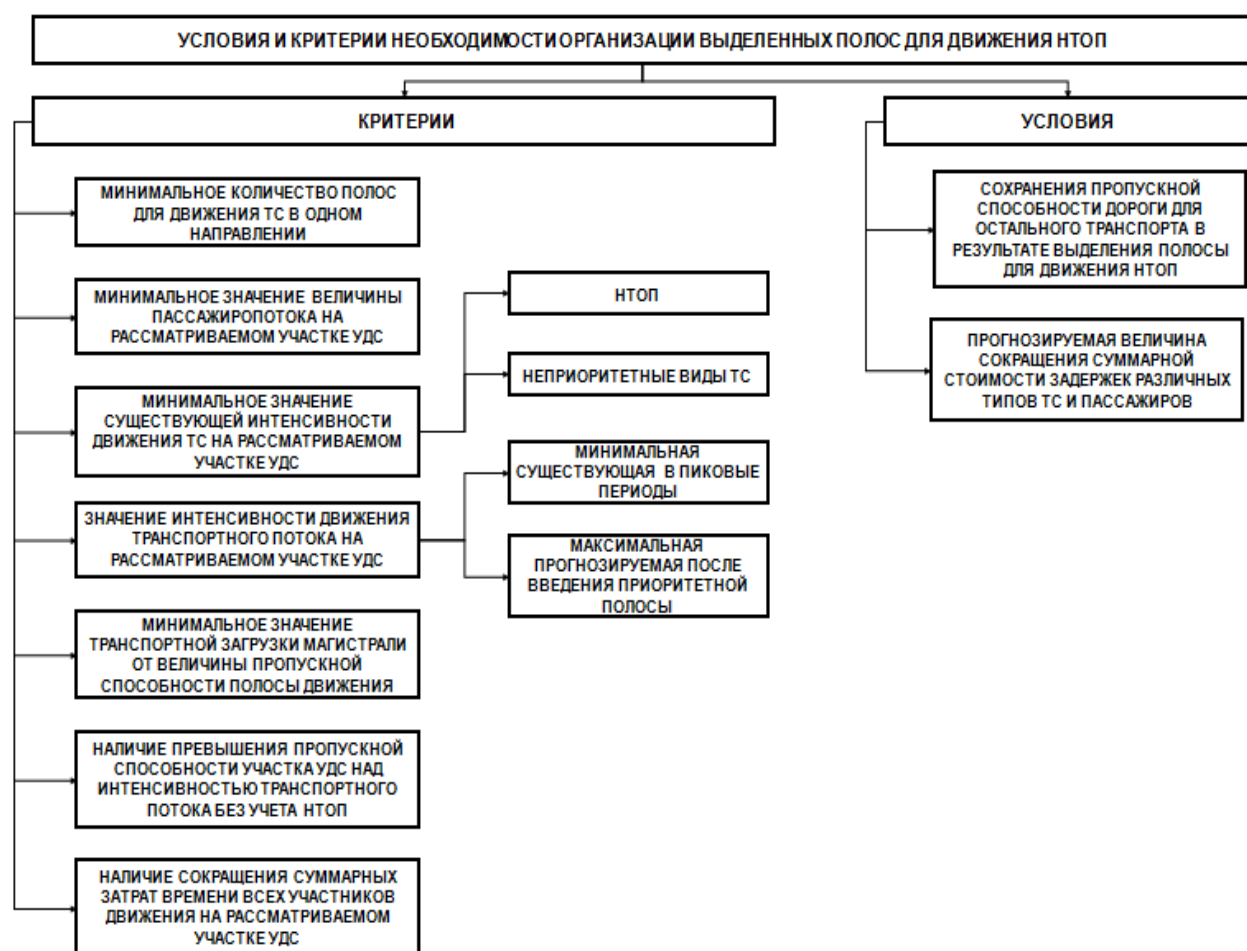 УСЛОВИЯ И КРИТЕРИИ НЕОБХОДИМОСТИ ОРГАНИЗАЦИИ ВЫДЕЛЕННЫХ ПОЛОС ДЛЯ ДВИЖЕНИЯ НТОП
КРИТЕРИИ
МИНИМАЛЬНОЕ КОЛИЧЕСТВО ПОЛОС
ДЛЯ ДВИЖЕНИЯ ТС В ОДНОМ
НАПРАВЛЕНИИ
МИНИМАЛЬНОЕ ЗНАЧЕНИЕ ВЕЛИЧИНЫ
ПАССАЖИРОПОТОКА НА
РАССМАТРИВАЕМОМ УЧАСТКЕ УДС
МИНИМАЛЬНОЕ ЗНАЧЕНИЕ
СУЩЕСТВУЮЩЕЙ ИНТЕНСИВНОСТИ
ДВИЖЕНИЯ ТС НА РАССМАТРИВАЕМОМ
УЧАСТКЕ УДС
НТОП
НЕПРИОРИТЕТНЫЕ ВИДЫ ТС
ЗНАЧЕНИЕ ИНТЕНСИВНОСТИ ДВИЖЕНИЯ
ТРАНСПОРТНОГО ПОТОКА НА
РАССМАТРИВАЕМОМ УЧАСТКЕ УДС
МИНИМАЛЬНАЯ
СУЩЕСТВУЮЩАЯ В ПИКОВЫЕ
ПЕРИОДЫ
МАКСИМАЛЬНАЯ
ПРОГНОЗИРУЕМАЯ ПОСЛЕ
ВВЕДЕНИЯ ПРИОРИТЕТНОЙ
ПОЛОСЫ
МИНИМАЛЬНОЕ ЗНАЧЕНИЕ
ТРАНСПОРТНОЙ ЗАГРУЗКИ МАГИСТРАЛИ
ОТ ВЕЛИЧИНЫ ПРОПУСКНОЙ
СПОСОБНОСТИ ПОЛОСЫ ДВИЖЕНИЯ
НАЛИЧИЕ ПРЕВЫШЕНИЯ ПРОПУСКНОЙ
СПОСОБНОСТИ УЧАСТКА УДС НАД
ИНТЕНСИВНОСТЬЮ ТРАНСПОРТНОГО
ПОТОКА БЕЗ УЧЕТА НТОП
НАЛИЧИЕ СОКРАЩЕНИЯ СУММАРНЫХ
ЗАТРАТ ВРЕМЕНИ ВСЕХ УЧАСТНИКОВ
ДВИЖЕНИЯ НА РАССМАТРИВАЕМОМ
УЧАСТКЕ УДС
УСЛОВИЯ
СОХРАНЕНИЯ ПРОПУСКНОЙ
СПОСОБНОСТИ ДОРОГИ ДЛЯ
ОСТАЛЬНОГО ТРАНСПОРТА В
РЕЗУЛЬТАТЕ ВЫДЕЛЕНИЯ ПОЛОСЫ
ДЛЯ ДВИЖЕНИЯ НТОП
ПРОГНОЗИРУЕМАЯ ВЕЛИЧИНА
СОКРАЩЕНИЯ СУММАРНОЙ
СТОИМОСТИ ЗАДЕРЖЕК РАЗЛИЧНЫХ
ТИПОВ ТС И ПАССАЖИРОВ